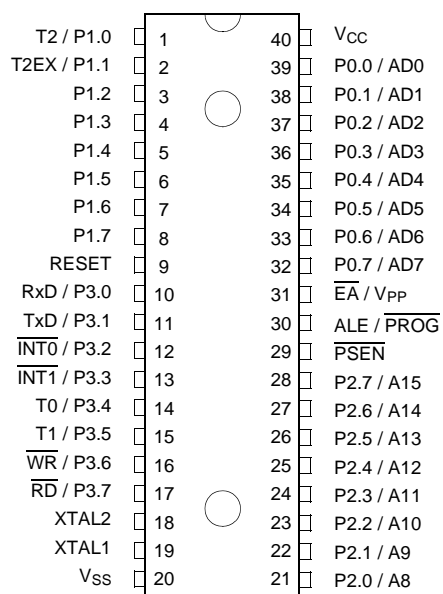 T2 / P1.0 1 40 VCC
T2EX / P1.1 2 39 P0.0 / AD0
P1.2 3 38 P0.1 / AD1
P1.3 4 37 P0.2 / AD2
P1.4 5 36 P0.3 / AD3
P1.5 6 35 P0.4 / AD4
P1.6 7 34 P0.5 / AD5
P1.7 8 33 P0.6 / AD6
RESET 9 32 P0.7 / AD7
RxD / P3.0 10 31 E̅A̅ / VPP
TxD / P3.1 11 30 ALE / P̅R̅O̅G̅
I̅N̅T̅0̅ / P3.2 12 29 P̅S̅E̅N̅
I̅N̅T̅1̅ / P3.3 13 28 P2.7 / A15
T0 / P3.4 14 27 P2.6 / A14
T1 / P3.5 15 26 P2.5 / A13
W̅R̅ / P3.6 16 25 P2.4 / A12
R̅D̅ / P3.7 17 24 P2.3 / A11
XTAL2 18 23 P2.2 / A10
XTAL1 19 22 P2.1 / A9
VSS 20 21 P2.0 / A8